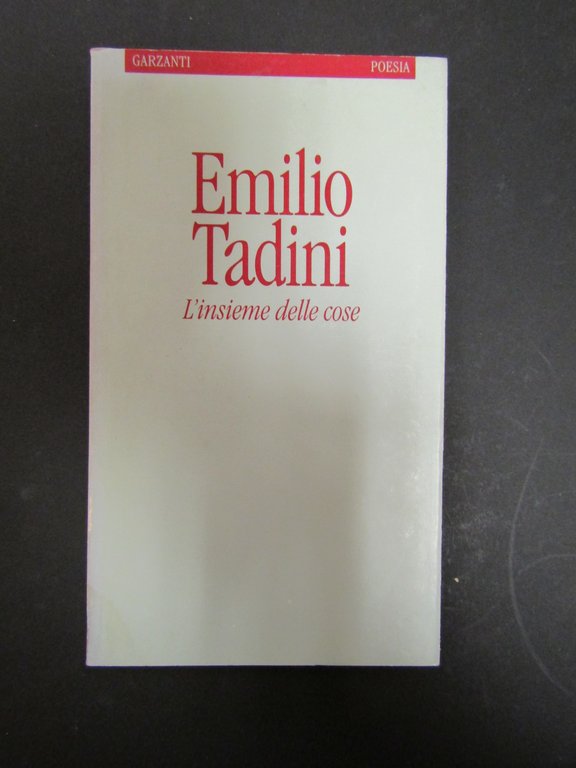 GARZANTI POESIA
Emilio
Tadini
L'insieme delle cose